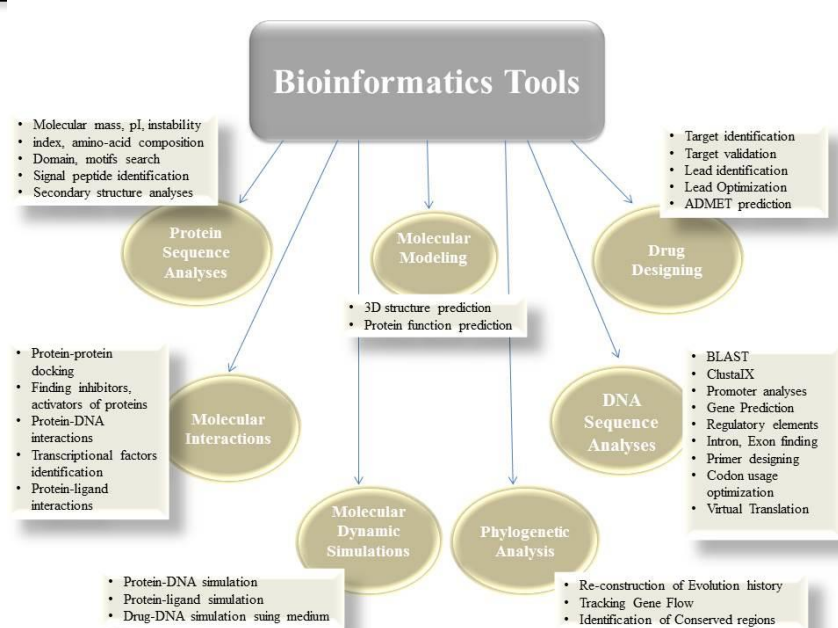 Bioinformatics Tools
• Molecular mass, pI, instability
• index, amino-acid composition
• Domain, motifs search
• Signal peptide identification
• Secondary structure analyses
Protein
Sequence
Analyses
Molecular
Modeling
• 3D structure prediction
• Protein function prediction
• Target identification
• Target validation
• Lead identification
• Lead Optimization
• ADMET prediction
Drug
Designing
• Protein-protein
docking
• Finding inhibitors,
activators of proteins
• Protein-DNA
interactions
• Transcriptional factors
identification
• Protein-ligand
interactions
Molecular
Interactions
DNA
Sequence
Analyses
• BLAST
• ClustalX
• Promoter analyses
• Gene Prediction
• Regulatory elements
• Intron, Exon finding
• Primer designing
• Codon usage
optimization
• Virtual Translation
Molecular
Dynamic
Simulations
• Protein-DNA simulation
• Protein-ligand simulation
• Drug-DNA simulation suing medium
Phylogenetic
Analysis
• Re-construction of Evolution history
• Tracking Gene Flow
• Identification of Conserved regions